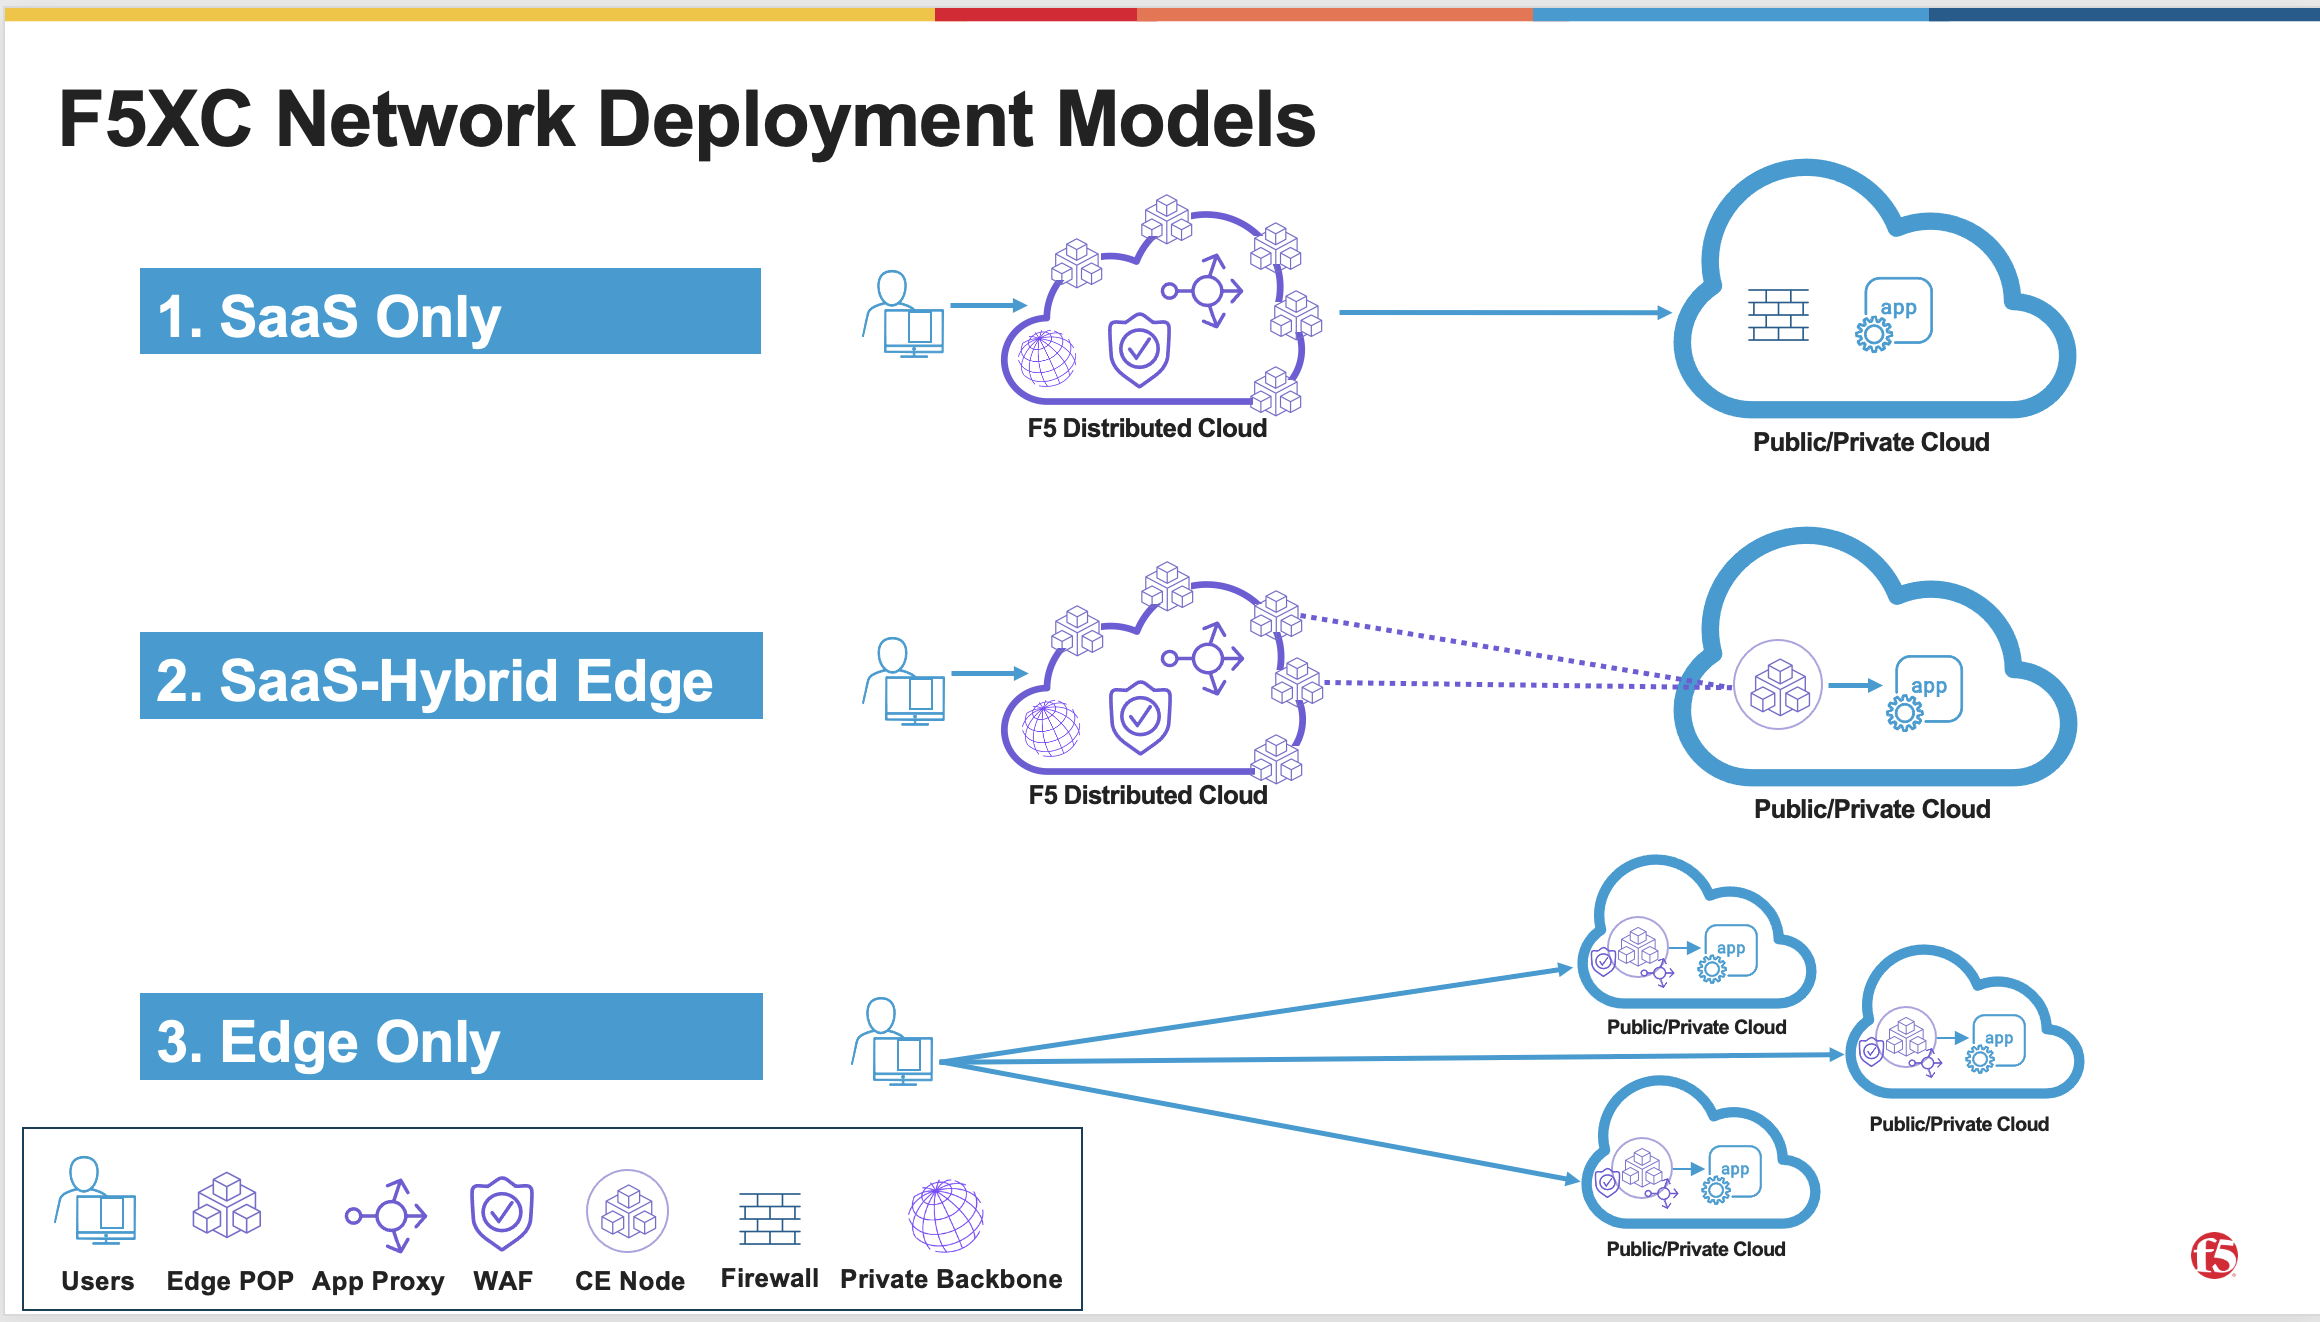 F5XC Network Deployment Models
1. SaaS Only
app
F5 Distributed Cloud
Public/Private Cloud
2. SaaS-Hybrid Edge
app
F5 Distributed Cloud
Public/Private Cloud
3. Edge Only
app
Public/Private Cloud
app
Public/Private Cloud
app
Public/Private Cloud
Users
Edge POP
App Proxy
WAF
CE Node
Firewall
Private Backbone
f5